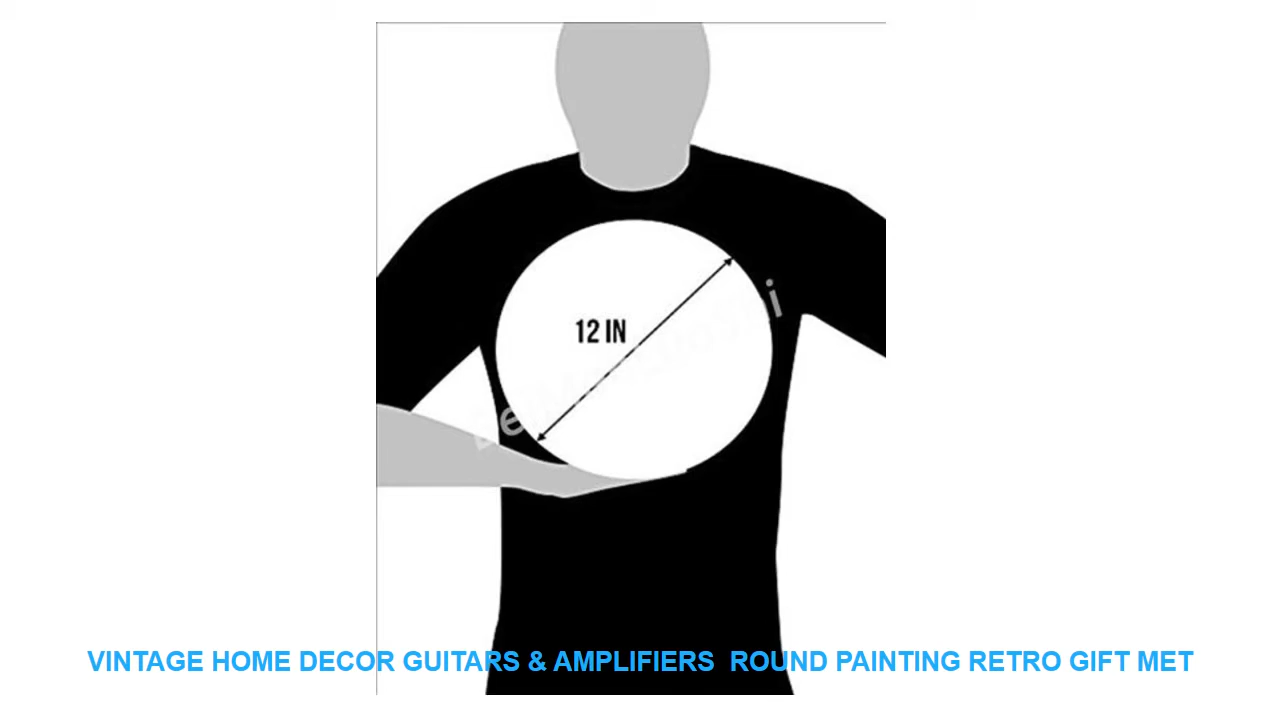 12 IN
VINTAGE HOME DECOR GUITARS & AMPLIFIERS  ROUND PAINTING RETRO GIFT MET